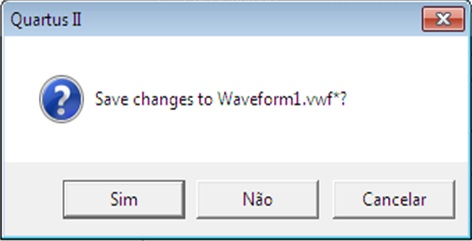 Quartus II
Save changes to Waveform1.vwf*?
Sim
Não
Cancelar